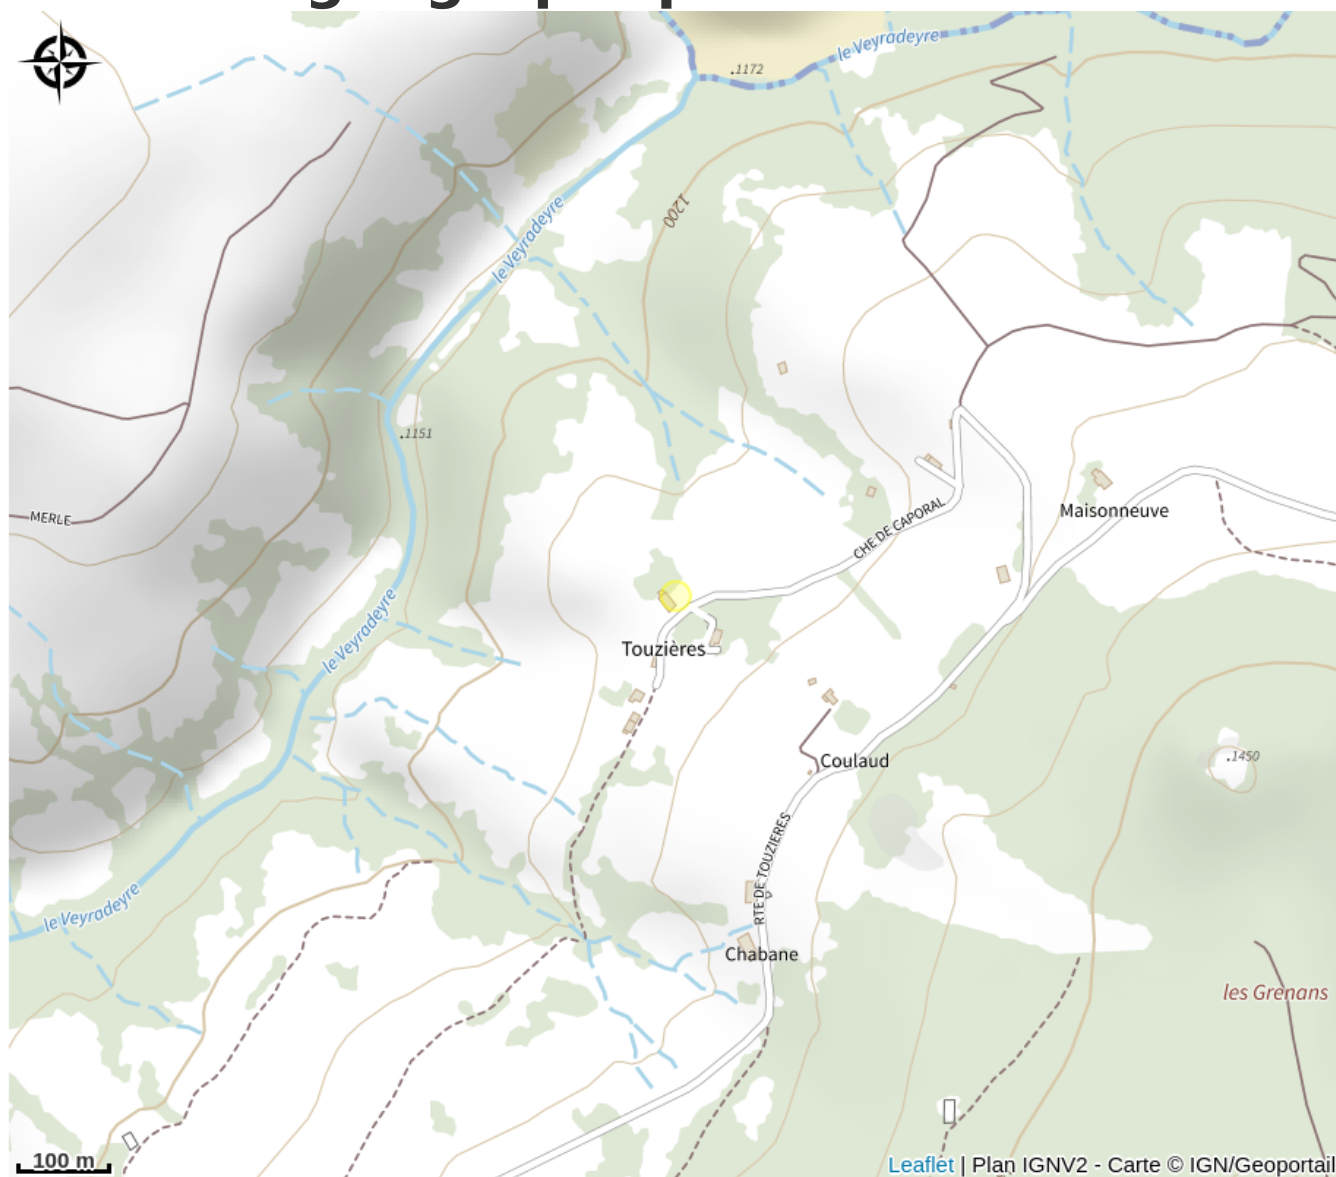 le Veyradeyre
1172
1200
le Veyradeyre
1151
MERLE
CHE DE CAPORAL
Maisonneuve
le Veyradeyre
Touzières
Coulaud
1450
RTE DE TOUZIERES
le Veyradeyre
Chabane
les Grenans
100 m
Leaflet | Plan IGNV2 - Carte © IGN/Geoportail